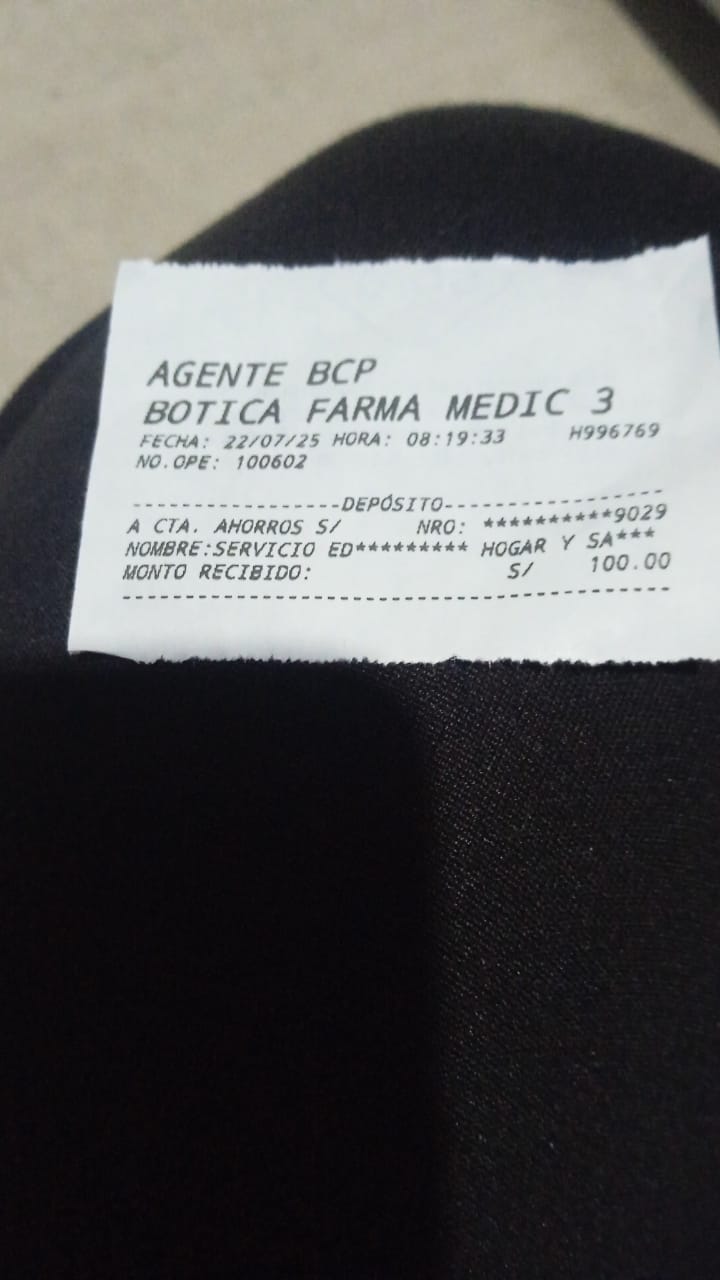 AGENTE BCP
BOTICA FARMA MEDIC 3
FECHA: 22/07/25 HORA: 08:19:33 H996769
NO.OPE: 100602
------------------DEPÓSITO-------------------
A CTA. AHORROS S/ NRO: **********9029
NOMBRE:SERVICIO ED********* HOGAR Y SA***
MONTO RECIBIDO: S/ 100.00
-----------------------------------------------